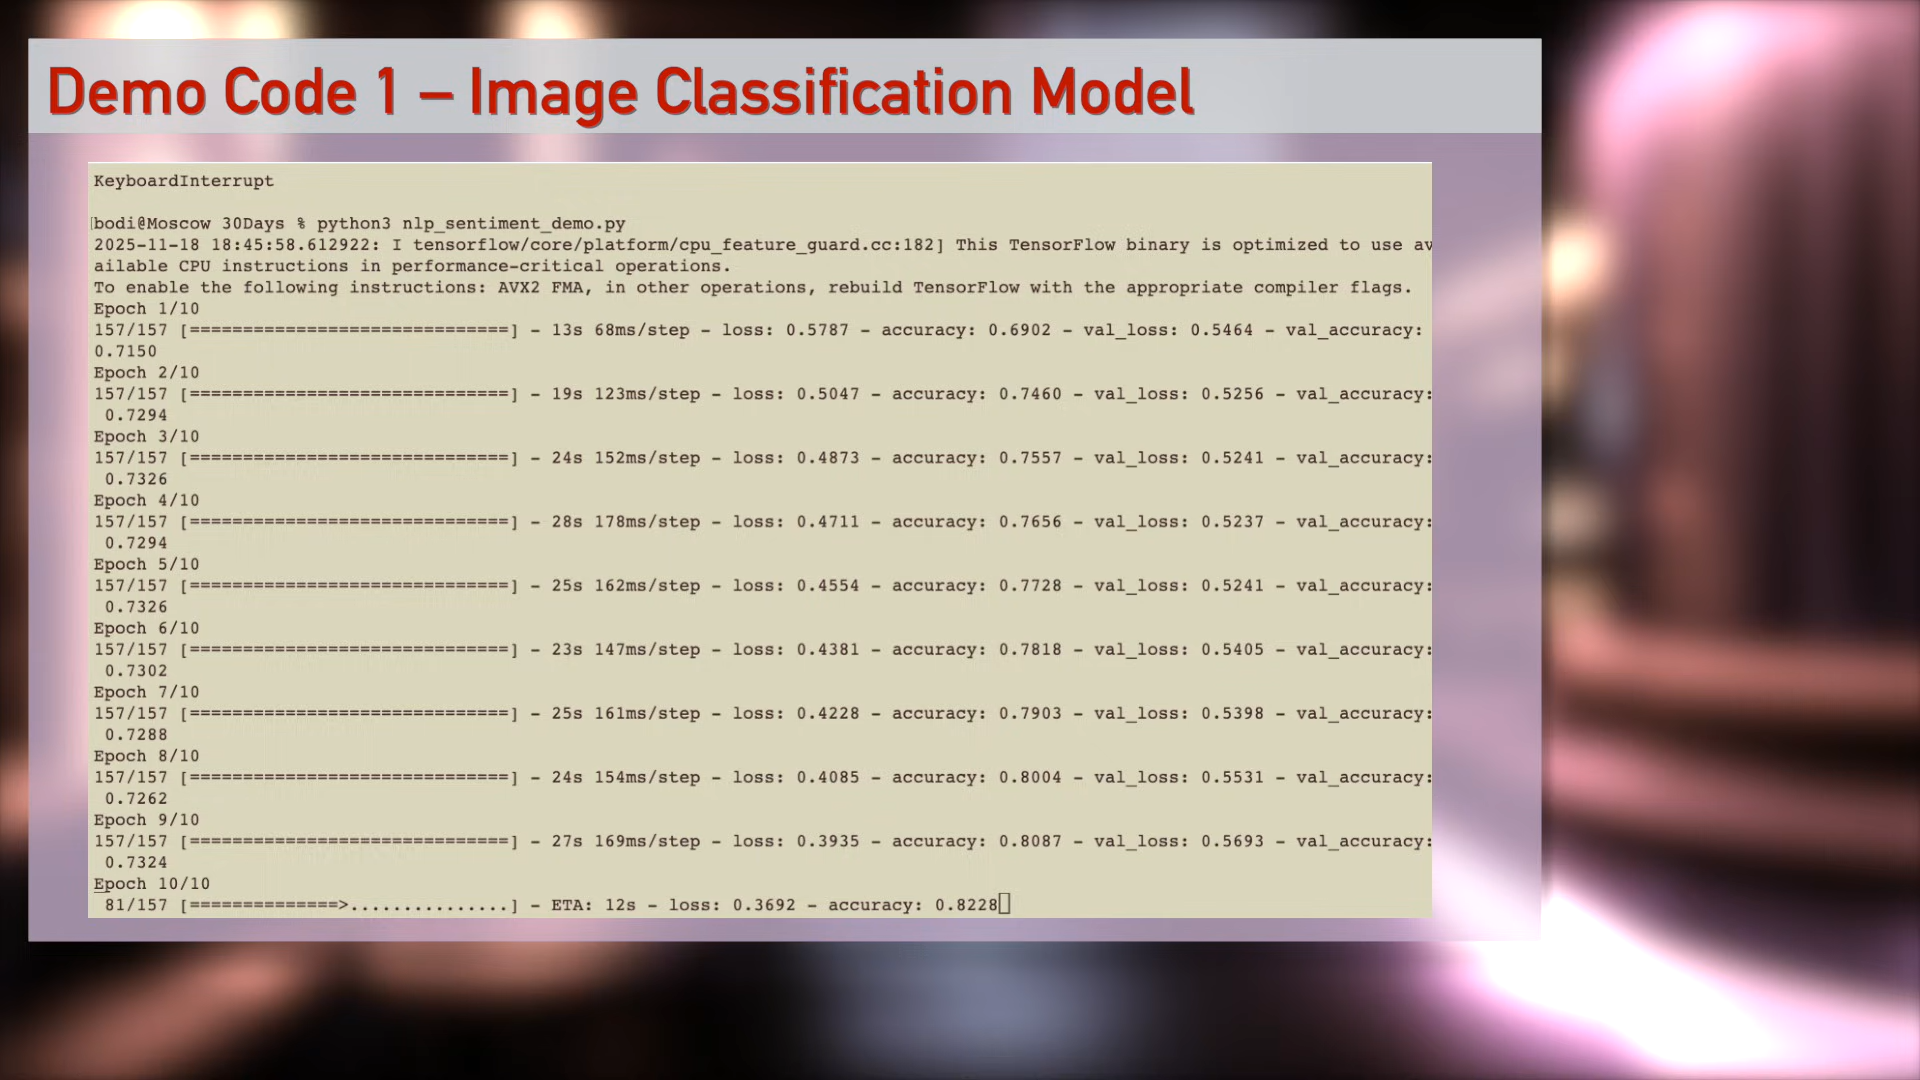 Demo Code 1 – Image Classification Model
KeyboardInterrupt
bodi@Moscow 30Days % python3 nlp_sentiment_demo.py
2025-11-18 18:45:58.612922: I tensorflow/core/platform/cpu_feature_guard.cc:182] This TensorFlow binary is optimized to use av
ailable CPU instructions in performance-critical operations.
To enable the following instructions: AVX2 FMA, in other operations, rebuild TensorFlow with the appropriate compiler flags.
Epoch 1/10
157/157 [==============================] - 13s 68ms/step - loss: 0.5787 - accuracy: 0.6902 - val_loss: 0.5464 - val_accuracy:
0.7150
Epoch 2/10
157/157 [==============================] - 19s 123ms/step - loss: 0.5047 - accuracy: 0.7460 - val_loss: 0.5256 - val_accuracy:
0.7294
Epoch 3/10
157/157 [==============================] - 24s 152ms/step - loss: 0.4873 - accuracy: 0.7557 - val_loss: 0.5241 - val_accuracy:
0.7326
Epoch 4/10
157/157 [==============================] - 28s 178ms/step - loss: 0.4711 - accuracy: 0.7656 - val_loss: 0.5237 - val_accuracy:
0.7294
Epoch 5/10
157/157 [==============================] - 25s 162ms/step - loss: 0.4554 - accuracy: 0.7728 - val_loss: 0.5241 - val_accuracy:
0.7326
Epoch 6/10
157/157 [==============================] - 23s 147ms/step - loss: 0.4381 - accuracy: 0.7818 - val_loss: 0.5405 - val_accuracy:
0.7302
Epoch 7/10
157/157 [==============================] - 25s 161ms/step - loss: 0.4228 - accuracy: 0.7903 - val_loss: 0.5398 - val_accuracy:
0.7288
Epoch 8/10
157/157 [==============================] - 24s 154ms/step - loss: 0.4085 - accuracy: 0.8004 - val_loss: 0.5531 - val_accuracy:
0.7262
Epoch 9/10
157/157 [==============================] - 27s 169ms/step - loss: 0.3935 - accuracy: 0.8087 - val_loss: 0.5693 - val_accuracy:
0.7324
Epoch 10/10
81/157 [==============>...............] - ETA: 12s - loss: 0.3692 - accuracy: 0.8228